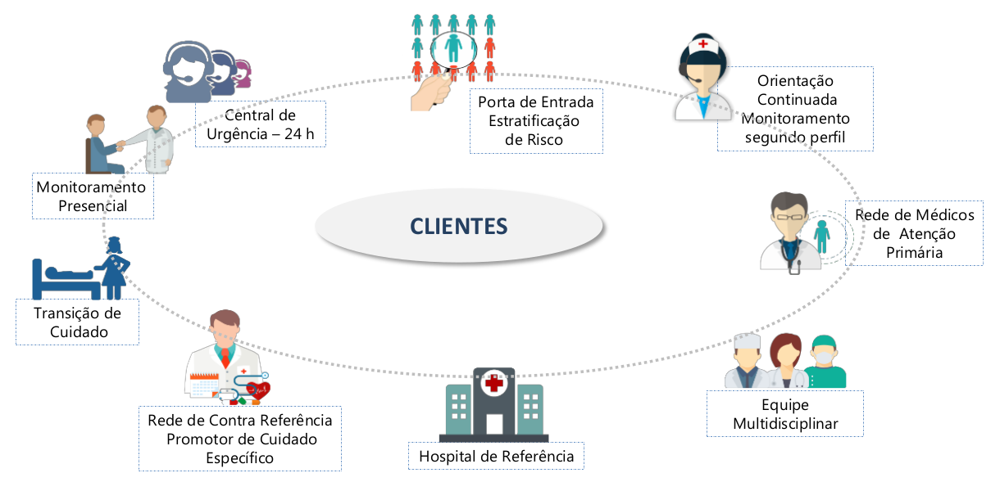 Central de
Urgência – 24 h
Porta de Entrada
Estratificação
de Risco
Orientação
Continuada
Monitoramento
segundo perfil
Monitoramento
Presencial
CLIENTES
Rede de Médicos
de Atenção
Primária
Transição de
Cuidado
Equipe
Multidisciplinar
Rede de Contra Referência
Promotor de Cuidado
Específico
Hospital de Referência